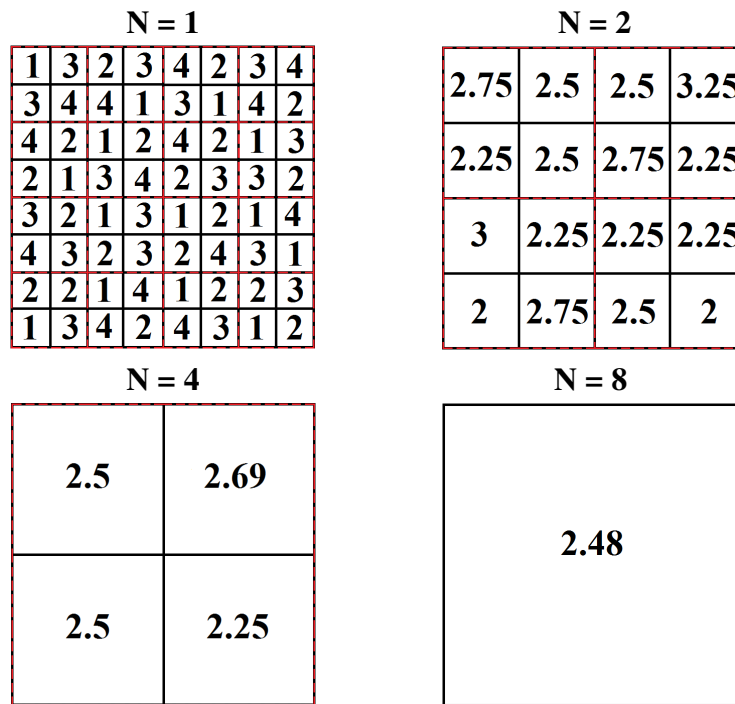 N = 1
N = 2
1 3 2 3 4 2 3 4
3 4 4 1 3 1 4 2
4 2 1 2 4 2 1 3
2 1 3 4 2 3 3 2
3 2 1 3 1 2 1 4
4 3 2 3 2 4 3 1
2 2 1 4 1 2 2 3
1 3 4 2 4 3 1 2
2.75 2.5 2.5 3.25
2.25 2.5 2.75 2.25
3 2.25 2.25 2.25
2 2.75 2.5 2
N = 4
N = 8
2.5 2.69
2.5 2.25
2.48